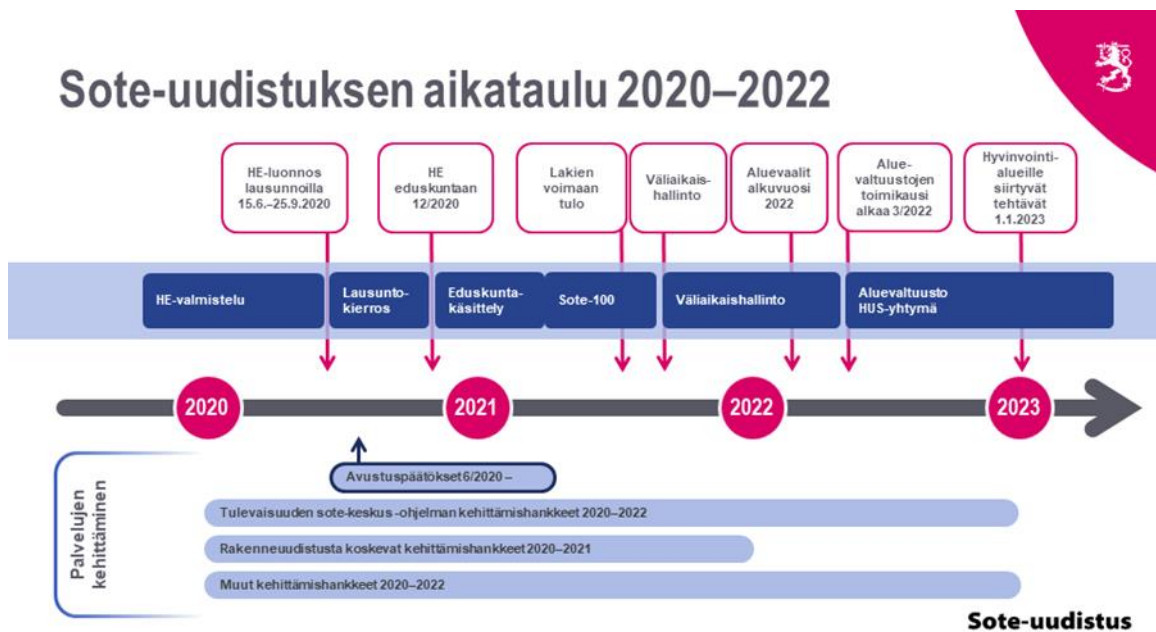 Sote-uudistuksen aikataulu 2020–2022
HE-luonnos
lausunnoilla
15.6.–25.9.2020
HE
eduskuntaan
12/2020
Lakien
voimaan
tulo
Väliaikais-
hallinto
Aluevaalit
alkuvuosi
2022
Alue-
valtuustojen
toimikausi
alkaa 3/2022
Hyvinvointi-
alueille
siirtyvät
tehtävät
1.1.2023
HE-valmistelu
Lausunto-
kierros
Eduskunta-
käsittely
Sote-100
Väliaikaishallinto
Aluevaltuusto
HUS-yhtymä
2020
2021
2022
2023
Palvelujen
kehittäminen
Avustuspäätökset 6/2020 –
Tulevaisuuden sote-keskus -ohjelman kehittämishankkeet 2020–2022
Rakenneuudistusta koskevat kehittämishankkeet 2020–2021
Muut kehittämishankkeet 2020–2022
Sote-uudistus